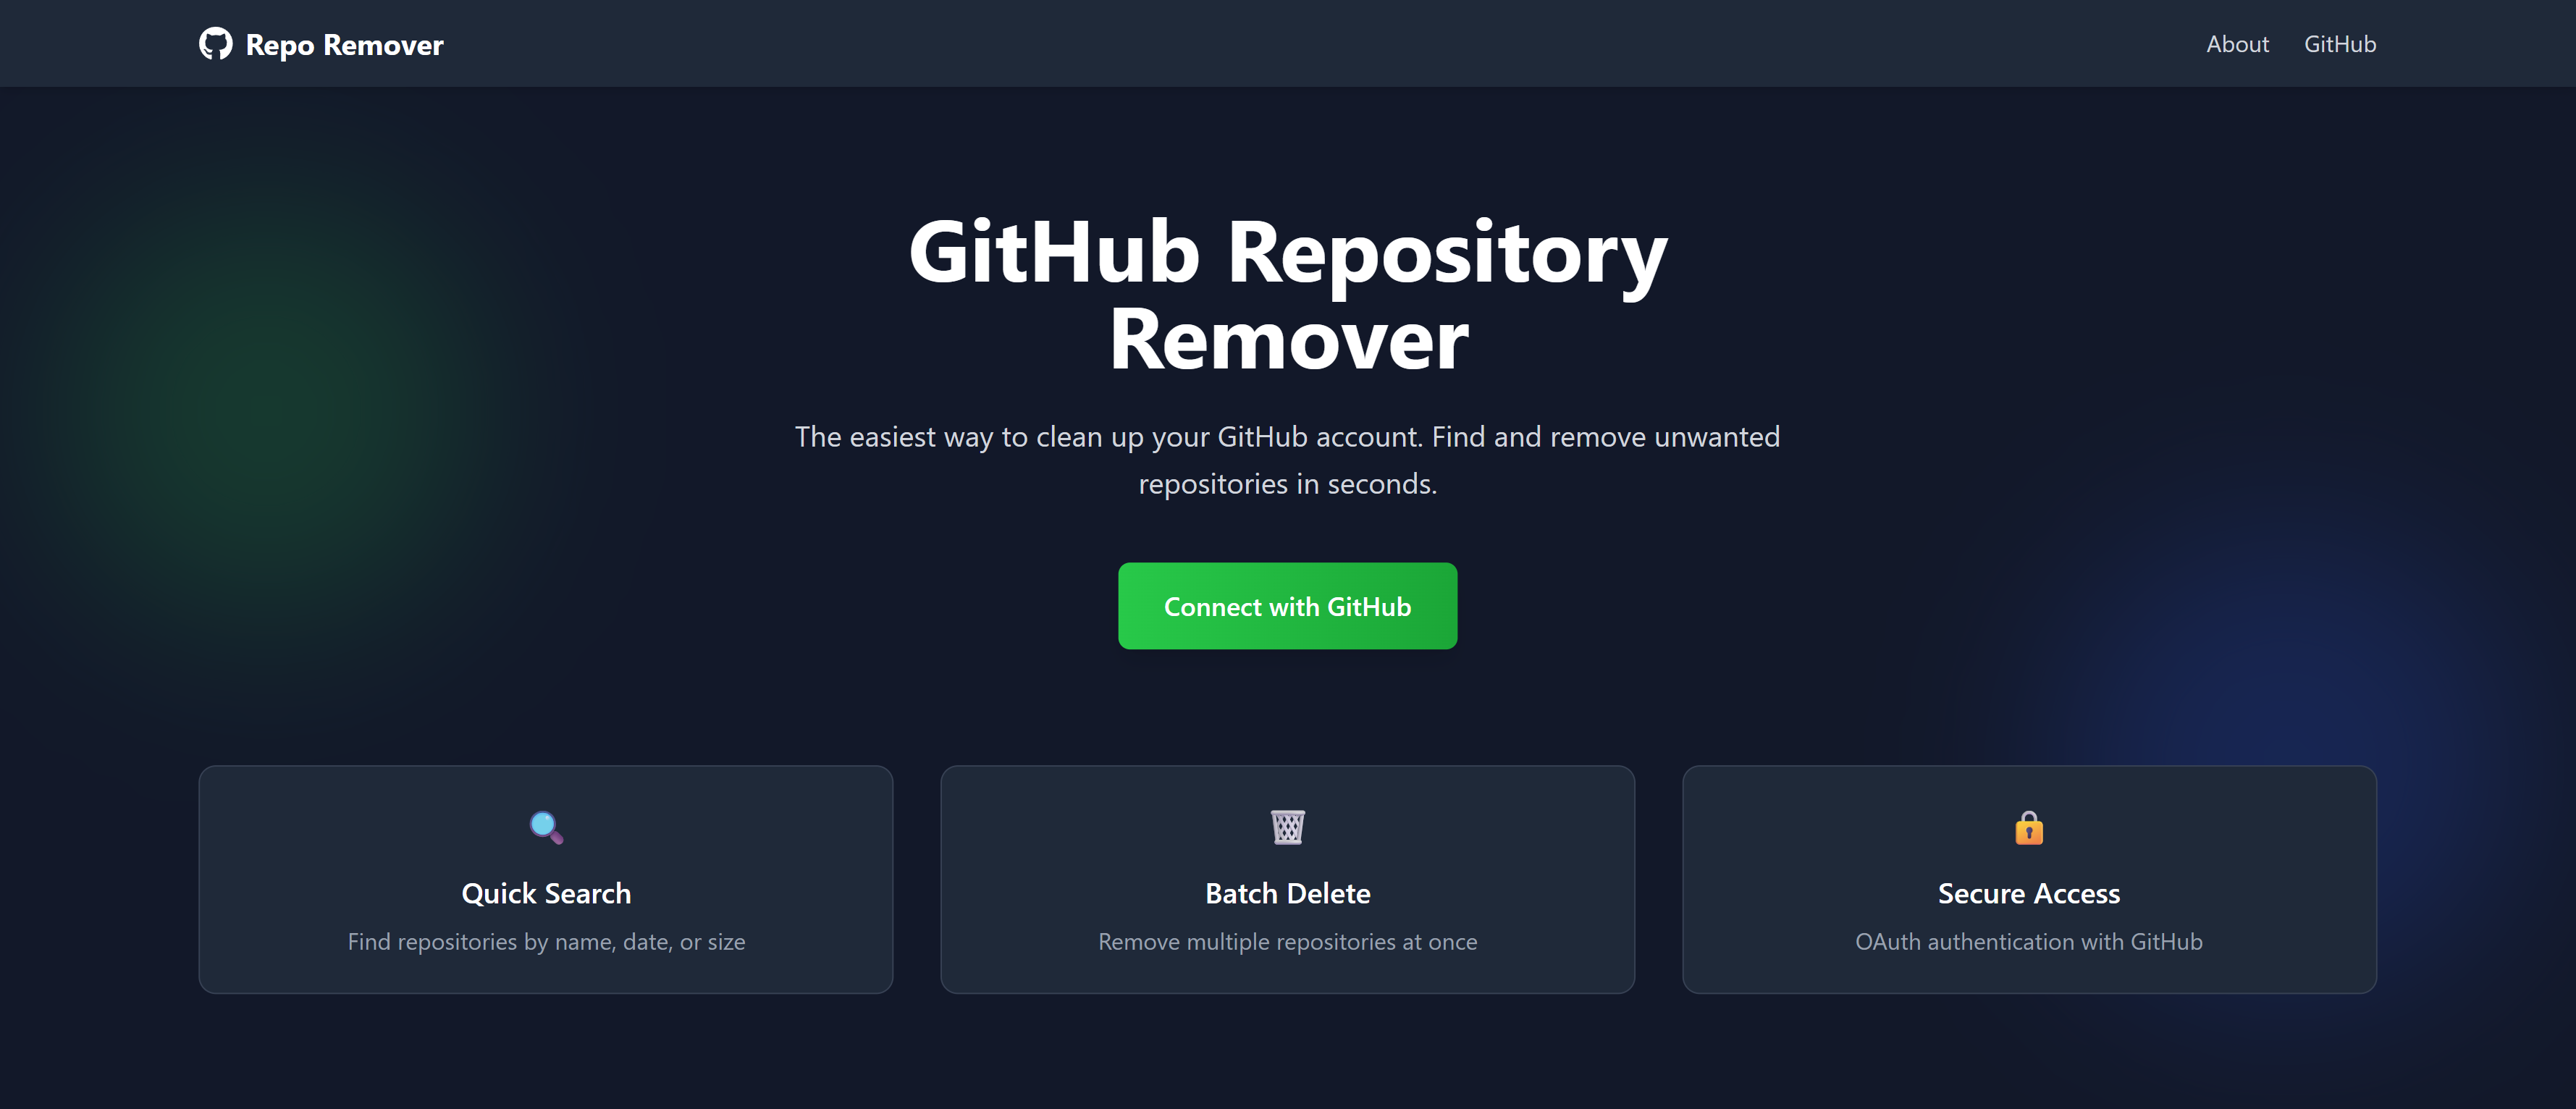 Repo Remover
About
GitHub
GitHub Repository
Remover
The easiest way to clean up your GitHub account. Find and remove unwanted
repositories in seconds.
Connect with GitHub
Quick Search
Find repositories by name, date, or size
Batch Delete
Remove multiple repositories at once
Secure Access
OAuth authentication with GitHub